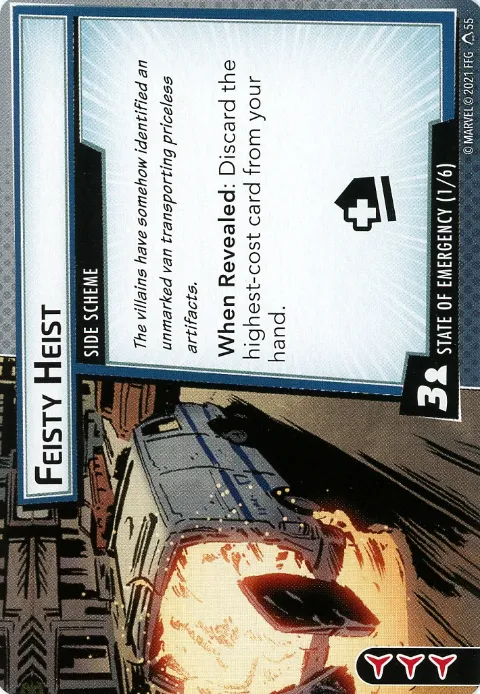 FEISTY HEIST
SIDE SCHEME
The villains have somehow identified an
unmarked van transporting priceless
artifacts.
When Revealed: Discard the
highest-cost card from your
hand.
3
STATE OF EMERGENCY (1/6)
© MARVEL © 2021 FFG 55